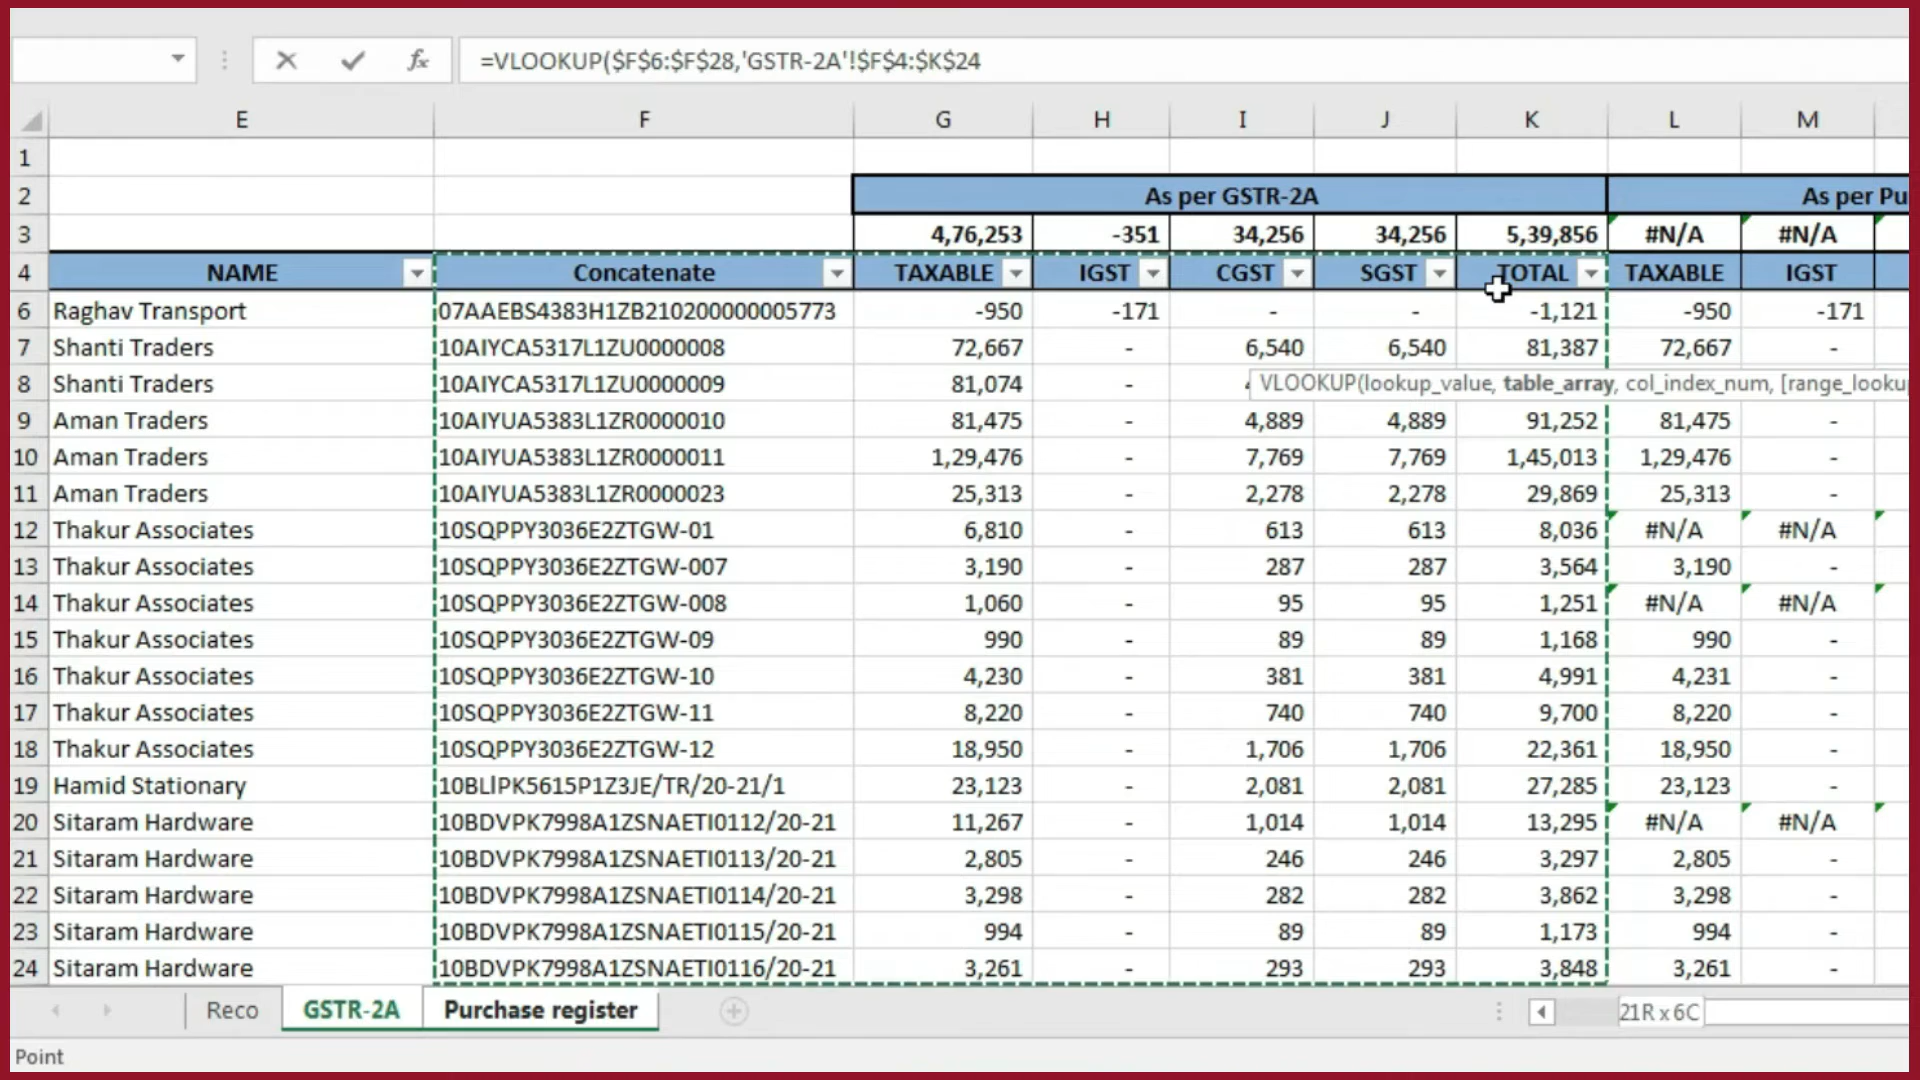 =VLOOKUP($F$6:$F$28,'GSTR-2A'!$F$4:$K$24
E F G H I J K L M
1
2 As per GSTR-2A As per Pu
3 4,76,253 -351 34,256 34,256 5,39,856 #N/A #N/A
4 NAME Concatenate TAXABLE IGST CGST SGST TOTAL TAXABLE IGST
6 Raghav Transport 07AAEBS4383H1ZB210200000005773 -950 -171 - - -1,121 -950 -171
7 Shanti Traders 10AIYCA5317L1ZU0000008 72,667 - 6,540 6,540 81,387 72,667 -
8 Shanti Traders 10AIYCA5317L1ZU0000009 81,074 - VLOOKUP(lookup_value, table_array, col_index_num, [range_looku
9 Aman Traders 10AIYUA5383L1ZR0000010 81,475 - 4,889 4,889 91,252 81,475 -
10 Aman Traders 10AIYUA5383L1ZR0000011 1,29,476 - 7,769 7,769 1,45,013 1,29,476 -
11 Aman Traders 10AIYUA5383L1ZR0000023 25,313 - 2,278 2,278 29,869 25,313 -
12 Thakur Associates 10SQPPY3036E2ZTGW-01 6,810 - 613 613 8,036 #N/A #N/A
13 Thakur Associates 10SQPPY3036E2ZTGW-007 3,190 - 287 287 3,564 3,190 -
14 Thakur Associates 10SQPPY3036E2ZTGW-008 1,060 - 95 95 1,251 #N/A #N/A
15 Thakur Associates 10SQPPY3036E2ZTGW-09 990 - 89 89 1,168 990 -
16 Thakur Associates 10SQPPY3036E2ZTGW-10 4,230 - 381 381 4,991 4,231 -
17 Thakur Associates 10SQPPY3036E2ZTGW-11 8,220 - 740 740 9,700 8,220 -
18 Thakur Associates 10SQPPY3036E2ZTGW-12 18,950 - 1,706 1,706 22,361 18,950 -
19 Hamid Stationary 10BLlPK5615P1Z3JE/TR/20-21/1 23,123 - 2,081 2,081 27,285 23,123 -
20 Sitaram Hardware 10BDVPK7998A1ZSNAETI0112/20-21 11,267 - 1,014 1,014 13,295 #N/A #N/A
21 Sitaram Hardware 10BDVPK7998A1ZSNAETI0113/20-21 2,805 - 246 246 3,297 2,805 -
22 Sitaram Hardware 10BDVPK7998A1ZSNAETI0114/20-21 3,298 - 282 282 3,862 3,298 -
23 Sitaram Hardware 10BDVPK7998A1ZSNAETI0115/20-21 994 - 89 89 1,173 994 -
24 Sitaram Hardware 10BDVPK7998A1ZSNAETI0116/20-21 3,261 - 293 293 3,848 3,261 -
Reco GSTR-2A Purchase register 21R x 6C
Point